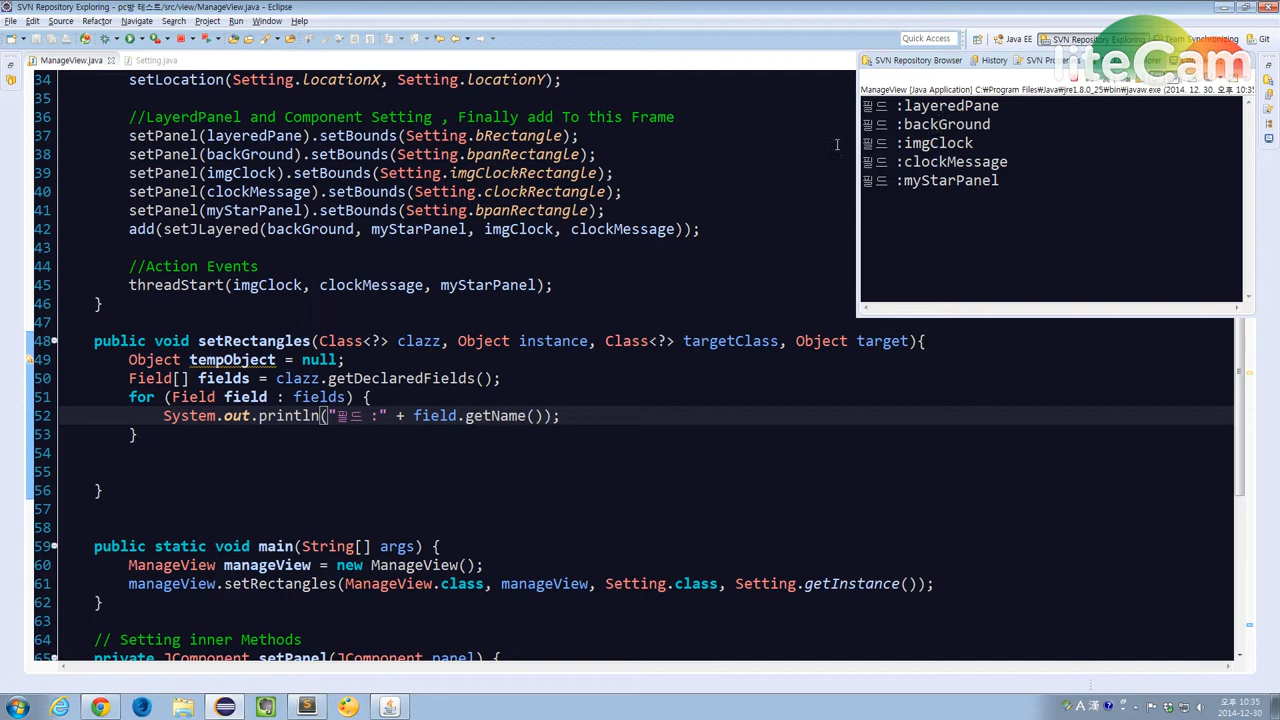 SVN Repository Exploring - pc방 테스트/src/view/ManageView.java - Eclipse
File Edit Source Refactor Navigate Search Project Run Window Help
Quick Access
Java EE
SVN Repository Exploring
Team Synchronizing
Git
liteCam
ManageView.java
Setting.java
SVN Repository Browser
History
SVN Prope
ManageView [Java Application] C:\Program Files\Java\jre1.8.0_25\bin\javaw.exe (2014. 12. 30. 오후 10:35
필드 :layeredPane
필드 :backGround
필드 :imgClock
필드 :clockMessage
필드 :myStarPanel
34 setLocation(Setting.locationX, Setting.locationY);
35
36 //LayerdPanel and Component Setting , Finally add To this Frame
37 setPanel(layeredPane).setBounds(Setting.bRectangle);
38 setPanel(backGround).setBounds(Setting.bpanRectangle);
39 setPanel(imgClock).setBounds(Setting.imgClockRectangle);
40 setPanel(clockMessage).setBounds(Setting.clockRectangle);
41 setPanel(myStarPanel).setBounds(Setting.bpanRectangle);
42 add(setJLayered(backGround, myStarPanel, imgClock, clockMessage));
43
44 //Action Events
45 threadStart(imgClock, clockMessage, myStarPanel);
46 }
47
48 public void setRectangles(Class<?> clazz, Object instance, Class<?> targetClass, Object target){
49 Object tempObject = null;
50 Field[] fields = clazz.getDeclaredFields();
51 for (Field field : fields) {
52 System.out.println("필드 :" + field.getName());
53 }
54
55
56 }
57
58
59 public static void main(String[] args) {
60 ManageView manageView = new ManageView();
61 manageView.setRectangles(ManageView.class, manageView, Setting.class, Setting.getInstance());
62 }
63
64 // Setting inner Methods
65 private JComponent setPanel(JComponent panel) {
A 漢
오후 10:35
2014-12-30